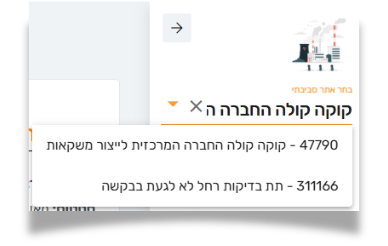 בחר אתר סביבתי
קוקה קולה החברה ה
47790 - קוקה קולה החברה המרכזית לייצור משקאות
311166 - תת בדיקות רחל לא לגעת בבקשה